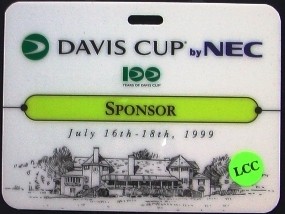 DAVIS CUP® by NEC
100
YEARS OF DAVIS CUP
SPONSOR
July 16th-18th, 1999
LCC